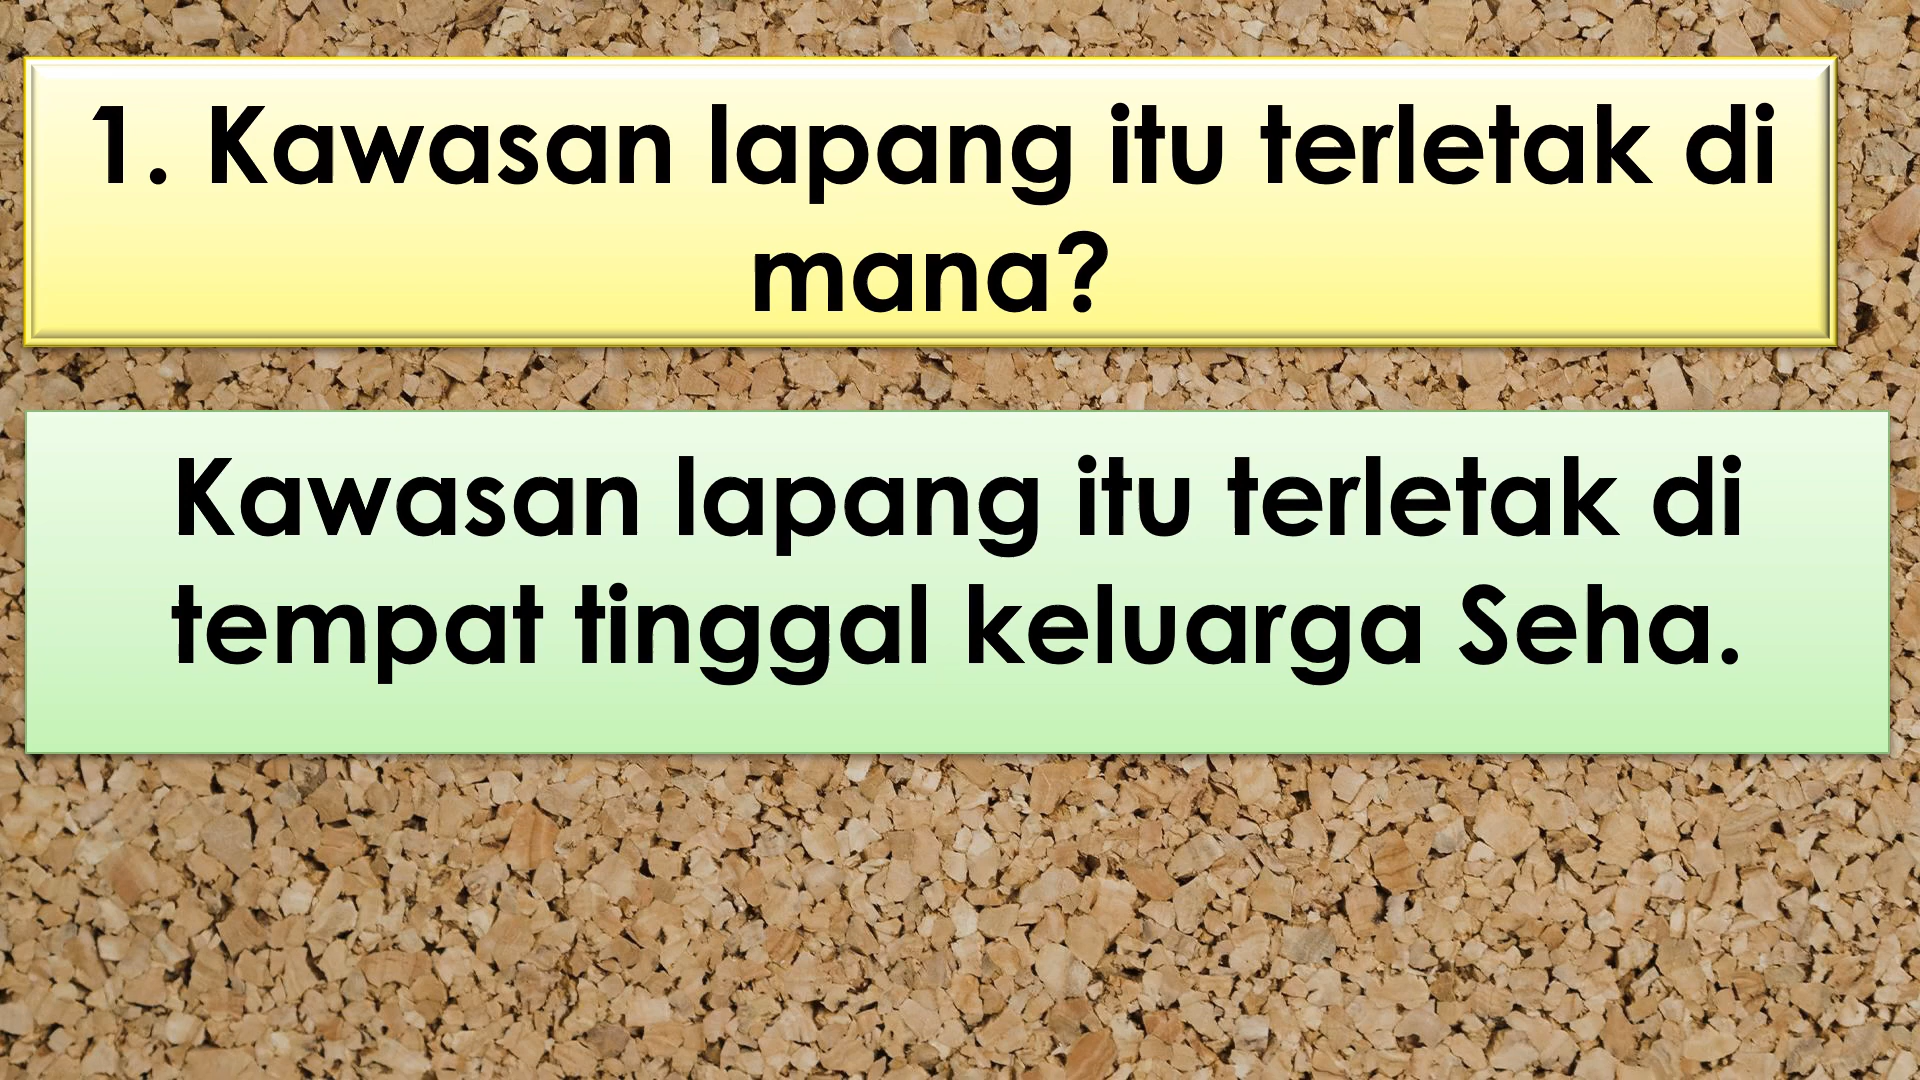 1. Kawasan lapang itu terletak di
mana?
Kawasan lapang itu terletak di
tempat tinggal keluarga Seha.